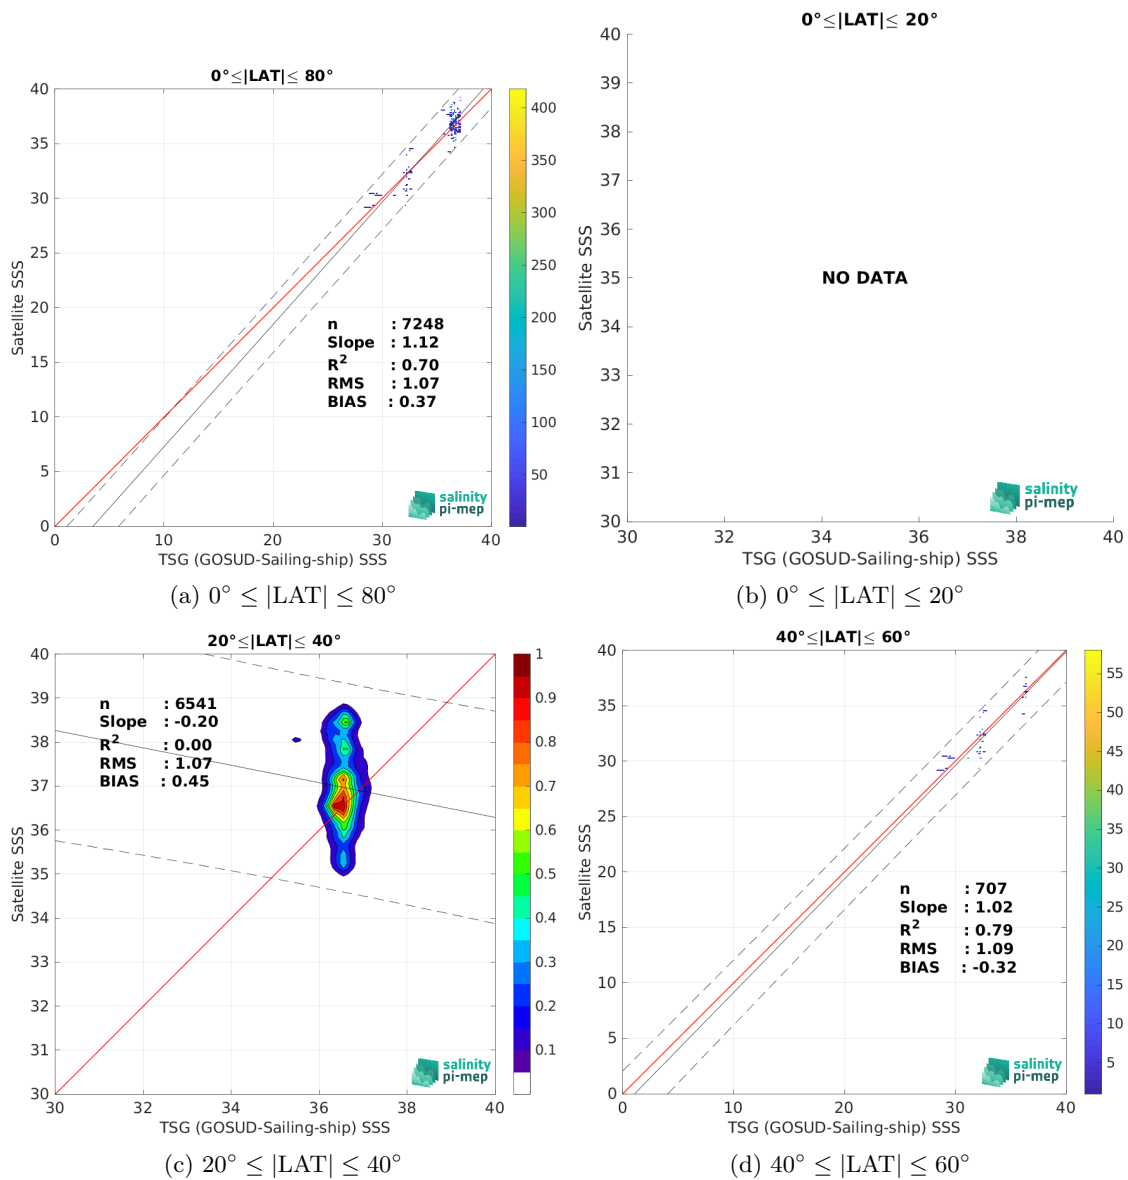 0°≤|LAT|≤ 80°
40
35
30
25
20
15
10
5
0
0
10
20
30
40
Satellite SSS
TSG (GOSUD-Sailing-ship) SSS
n : 7248
Slope : 1.12
R² : 0.70
RMS : 1.07
BIAS : 0.37
salinity
pi-mep
400
350
300
250
200
150
100
50
(a) 0° ≤ |LAT| ≤ 80°
0°≤|LAT|≤ 20°
40
39
38
37
36
35
34
33
32
31
30
30
32
34
36
38
40
Satellite SSS
TSG (GOSUD-Sailing-ship) SSS
NO DATA
salinity
pi-mep
(b) 0° ≤ |LAT| ≤ 20°
20°≤|LAT|≤ 40°
40
39
38
37
36
35
34
33
32
31
30
30
32
34
36
38
40
Satellite SSS
TSG (GOSUD-Sailing-ship) SSS
n : 6541
Slope : -0.20
R² : 0.00
RMS : 1.07
BIAS : 0.45
salinity
pi-mep
1
0.9
0.8
0.7
0.6
0.5
0.4
0.3
0.2
0.1
(c) 20° ≤ |LAT| ≤ 40°
40°≤|LAT|≤ 60°
40
35
30
25
20
15
10
5
0
0
10
20
30
40
Satellite SSS
TSG (GOSUD-Sailing-ship) SSS
n : 707
Slope : 1.02
R² : 0.79
RMS : 1.09
BIAS : -0.32
salinity
pi-mep
55
50
45
40
35
30
25
20
15
10
5
(d) 40° ≤ |LAT| ≤ 60°